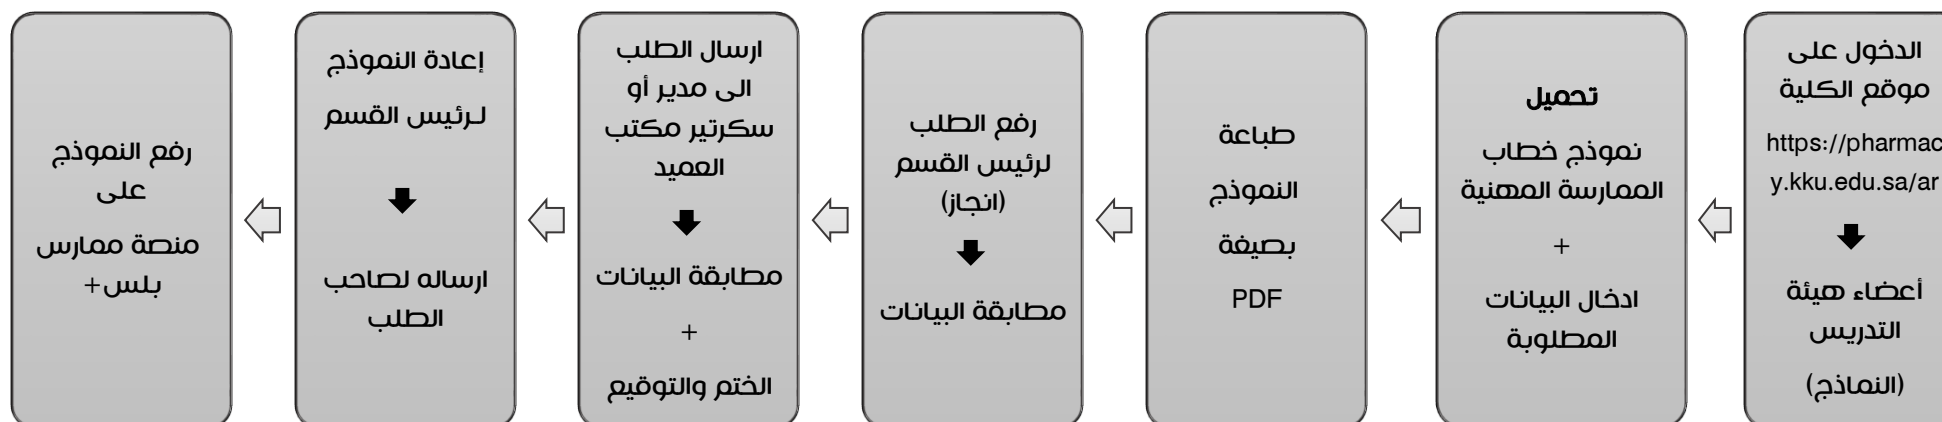 الدخول على
موقع الكلية
https://pharmac
y.kku.edu.sa/ar
أعضاء هيئة
التدريس
(النماذج)
تحميل
نموذج خطاب
الممارسة المهنية
+
ادخال البيانات
المطلوبة
طباعة
النموذج
بصيغة
PDF
رفع الطلب
لرئيس القسم
(انجاز)
مطابقة البيانات
ارسال الطلب
الى مدير أو
سكرتير مكتب
العميد
مطابقة البيانات
+
الختم والتوقيع
إعادة النموذج
لـرئيس القسم
ارساله لصاحب
الطلب
رفع النموذج
على
منصة ممارس
بلس+